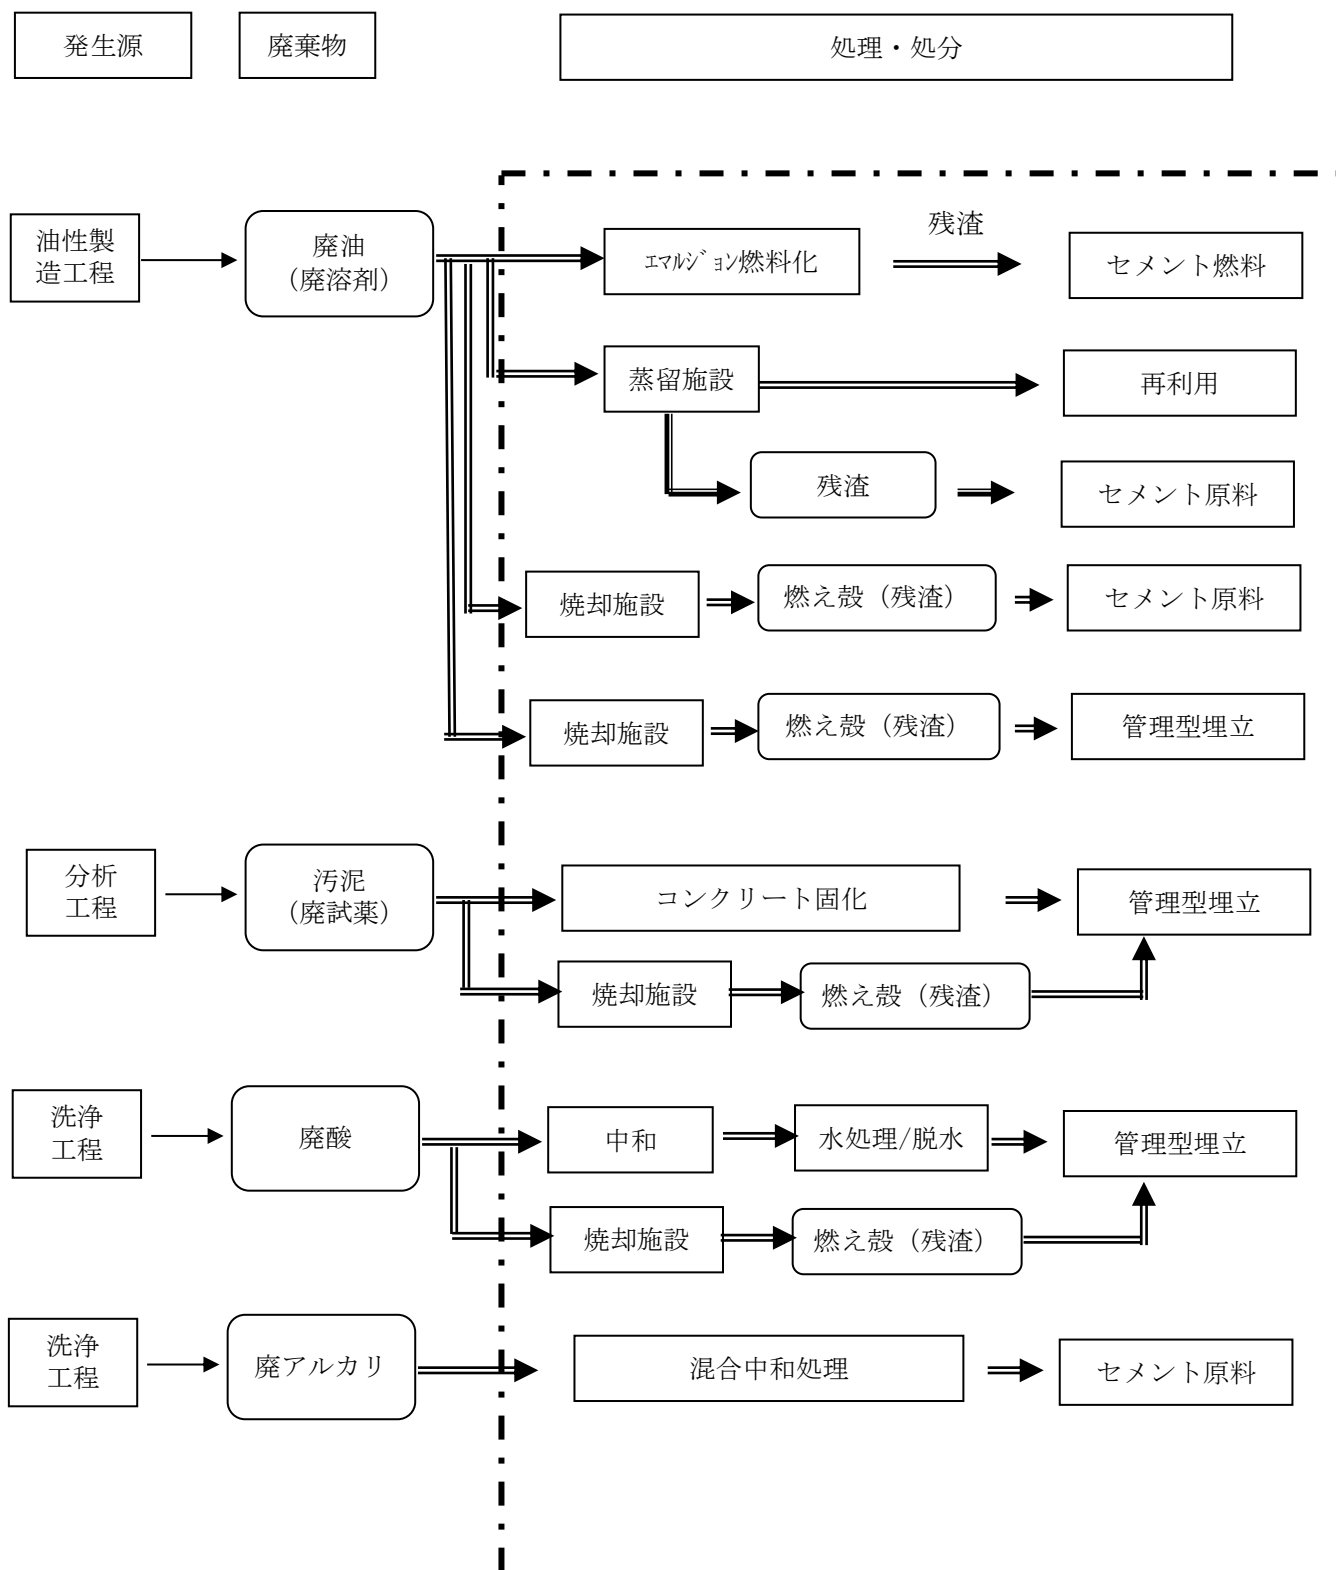 発生源
廃棄物
処理・処分
油性製
造工程
廃油
（廃溶剤）
ｴﾏﾙｼﾞｮﾝ燃料化
残渣
セメント燃料
蒸留施設
再利用
残渣
セメント原料
焼却施設
燃え殻（残渣）
セメント原料
焼却施設
燃え殻（残渣）
管理型埋立
分析
工程
汚泥
（廃試薬）
コンクリート固化
管理型埋立
焼却施設
燃え殻（残渣）
洗浄
工程
廃酸
中和
水処理/脱水
管理型埋立
焼却施設
燃え殻（残渣）
洗浄
工程
廃アルカリ
混合中和処理
セメント原料